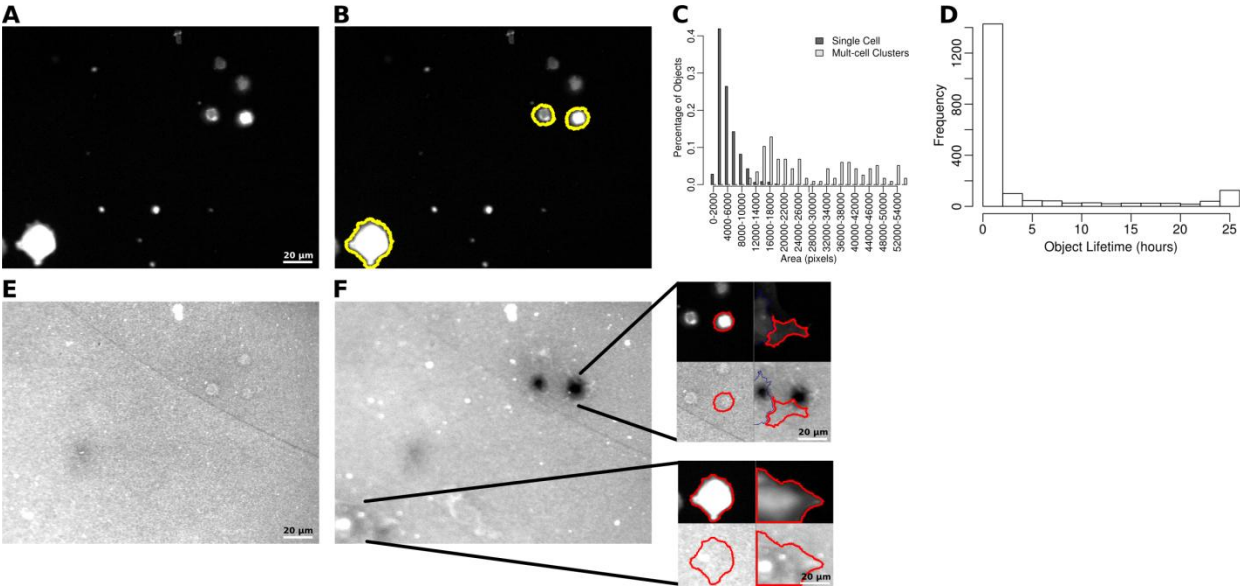 A
B
C
D
20 µm
Percentage of Objects
0.0 0.1 0.2 0.3 0.4
Single Cell
Mult-cell Clusters
0-2000
4000-6000
8000-10000
12000-14000
16000-18000
20000-22000
24000-26000
28000-30000
32000-34000
36000-38000
40000-42000
44000-46000
48000-50000
52000-54000
Area (pixels)
Frequency
0 400 800 1200
0 5 10 15 20 25
Object Lifetime (hours)
E
F
20 µm
20 µm
20 µm